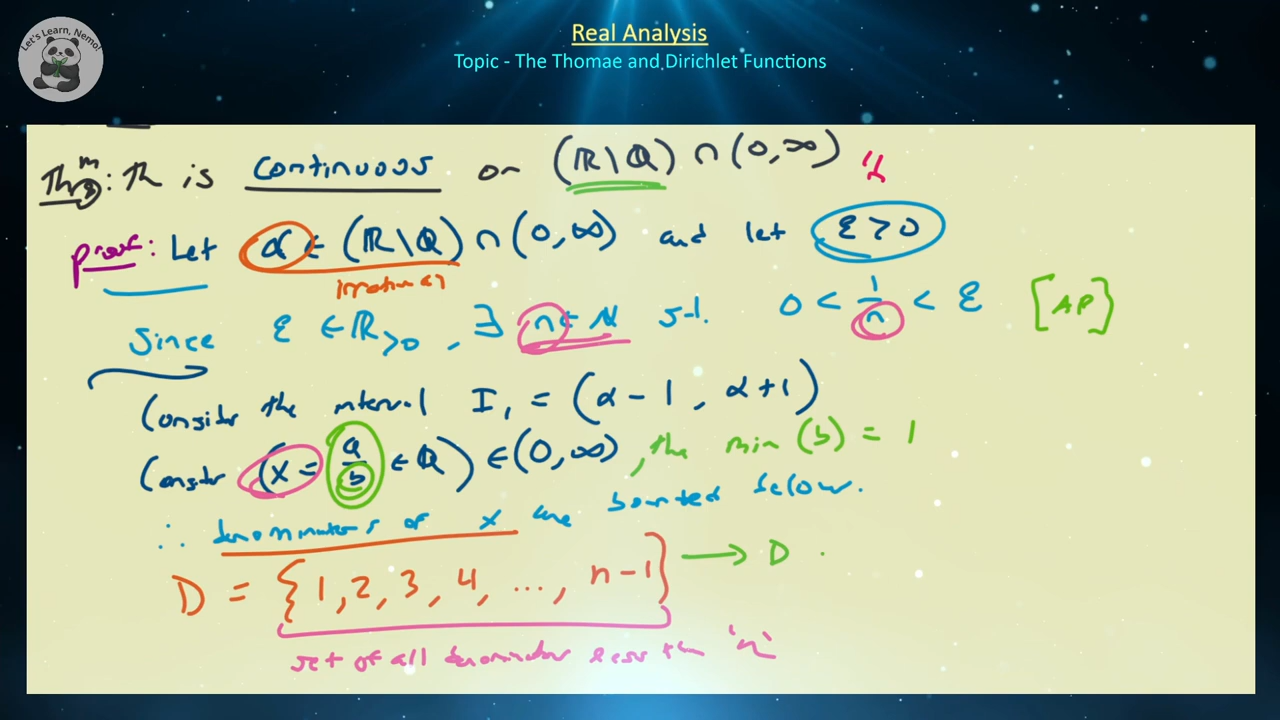 Let's Learn, Nemo!
Real Analysis
Topic - The Thomae and Dirichlet Functions
Thm: Th is continuous on (ℝ\ℚ) ∩ (0,∞)
proof: Let α ∈ (ℝ\ℚ) ∩ (0,∞) and let ε > 0
irrational
Since ε ∈ ℝ>0, ∃ n ∈ ℕ s.t. 0 < 1/n < ε [AP]
Consider the interval I₁ = (α - 1, α + 1)
Consider (x = a/b ∈ ℚ) ∈ (0,∞), the min (b) = 1
∴ denominators of x are bounded below.
D = {1, 2, 3, 4, ..., n-1} → D
set of all denominator less than 'n'